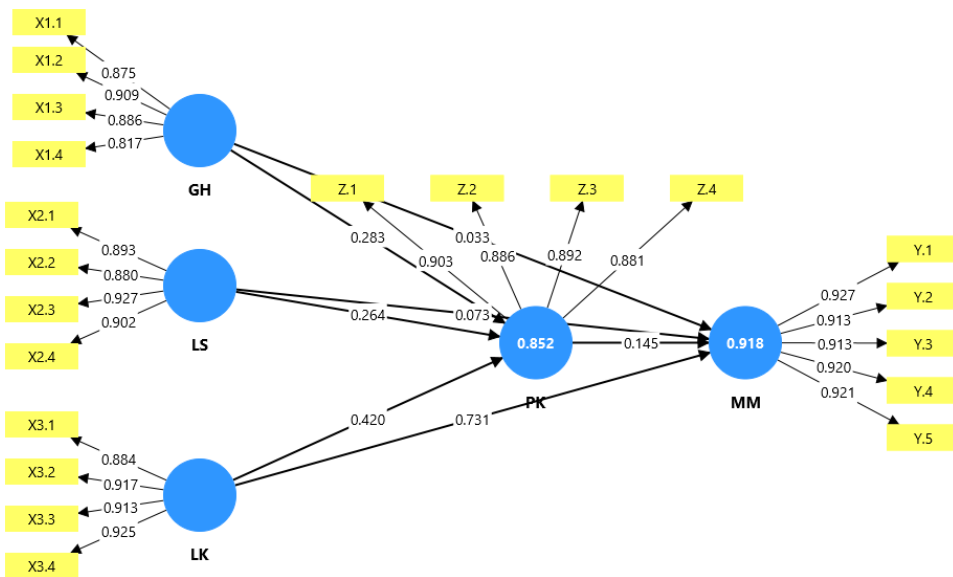 X1.1
X1.2
X1.3
X1.4
0.875
0.909
0.886
0.817
GH
X2.1
X2.2
X2.3
X2.4
0.893
0.880
0.927
0.902
LS
X3.1
X3.2
X3.3
X3.4
0.884
0.917
0.913
0.925
LK
Z.1
Z.2
Z.3
Z.4
0.903
0.886
0.892
0.881
0.283
0.033
0.264
0.073
0.420
0.731
0.145
0.852
PK
0.918
MM
0.927
0.913
0.913
0.920
0.921
Y.1
Y.2
Y.3
Y.4
Y.5